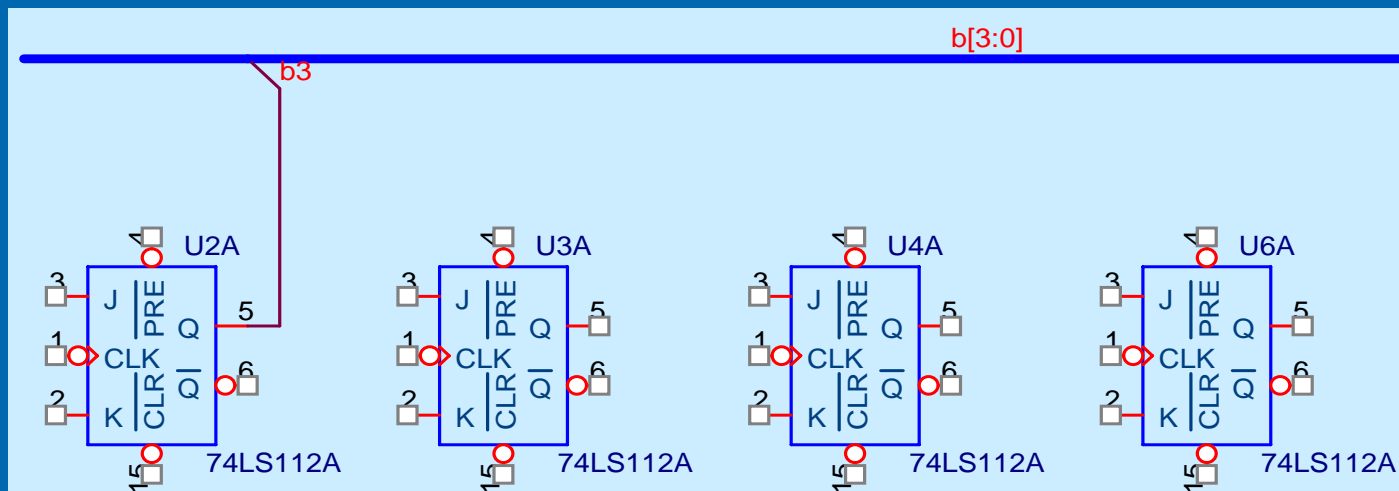 b[3:0]
b3
4 U2A
3 J PRE Q 5
1 CLK
2 K CLR Q 6
15 74LS112A
4 U3A
3 J PRE Q 5
1 CLK
2 K CLR Q 6
15 74LS112A
4 U4A
3 J PRE Q 5
1 CLK
2 K CLR Q 6
15 74LS112A
4 U6A
3 J PRE Q 5
1 CLK
2 K CLR Q 6
15 74LS112A